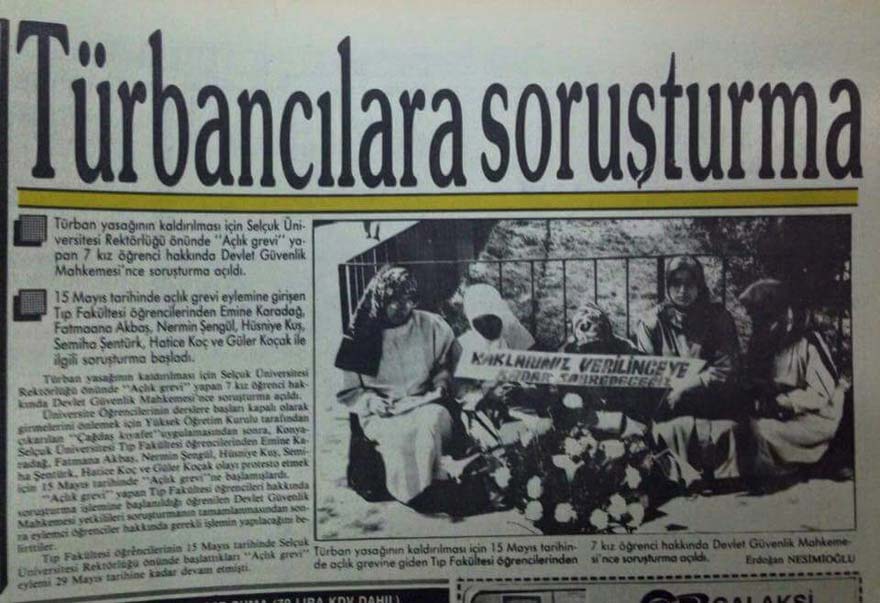 Türbancılara soruşturma
Türban yasağının kaldırılması için Selçuk Üni-
versitesi Rektörlüğü önünde "Açlık grevi" ya-
pan 7 kız öğrenci hakkında Devlet Güvenlik
Mahkemesi'nce soruşturma açıldı.
15 Mayıs tarihinde açlık grevi eylemine girişen
Tıp Fakültesi öğrencilerinden Emine Karadağ,
Fatmaana Akbaş, Nermin Şengül, Hüsniye Kuş,
Semiha Şentürk, Hatice Koç ve Güler Koçak ile
ilgili soruşturma başladı.
Türban yasağının kaldırılması için Selçuk Üniversitesi
Rektörlüğü önünde "Açlık grevi" yapan 7 kız öğrenci hak-
kında Devlet Güvenlik Mahkemesi'nce soruşturma açıldı.
Üniversite Öğrencilerinin derslere başları kapalı olarak
girmelerini önlemek için Yüksek Öğretim Kurulu tarafından
çıkarılan "Çağdaş kıyafet" uygulamasından sonra, Konya-
Selçuk Üniversitesi Tıp Fakültesi öğrencilerinden Emine Ka-
radağ, Fatmana Akbaş, Nermin Şengül, Hüsniye Kuş, Semi-
ha Şentürk, Hatice Koç ve Güler Koçak olayı protesto etmek
için 15 Mayıs tarihinde "Açlık grevi"ne başlamışlardı.
"Açlık grevi" yapan Tıp Fakültesi öğrencileri hakkında
soruşturma işlemine başlanıldığı öğrenilen Devlet Güvenlik
Mahkemesi yetkilileri soruşturmanın tamamlanmasından son-
ra eylemci öğrenciler hakkında gerekli işlemin yapılacağını be-
lirttiler.
Tıp Fakültesi öğrencilerinin 15 Mayıs tarihinde Selçuk
Üniversitesi Rektörlüğü önünde başlattıkları "Açlık grevi"
eylemi 29 Mayıs tarihine kadar devam etmişti.
VERİLİNCEYE
Türban yasağının kaldırılması için 15 Mayıs tarihin-
de açlık grevine giden Tıp Fakültesi öğrencilerinden
7 kız öğrenci hakkında Devlet Güvenlik Mahkeme-
si'nce soruşturma açıldı.
Erdoğan NESİMİOĞLU
LIRA KDV DAHİL)
GALAKSİ